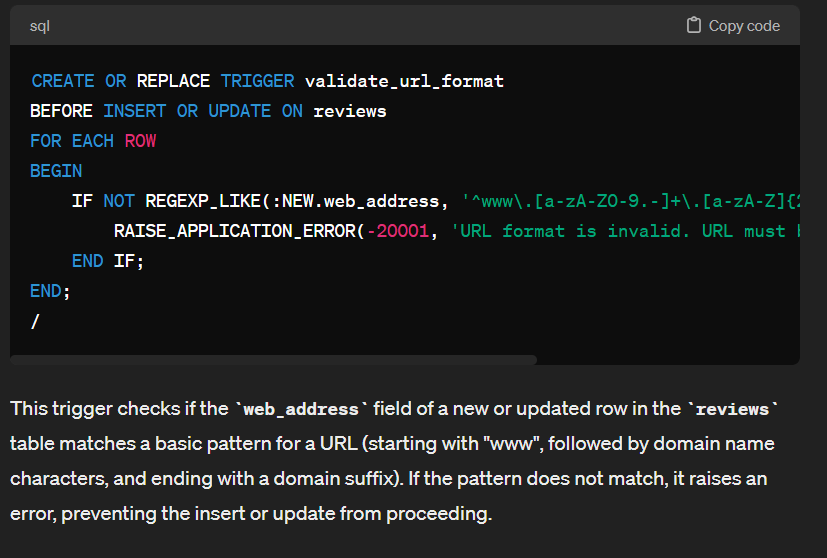 sql
Copy code
CREATE OR REPLACE TRIGGER validate_url_format
BEFORE INSERT OR UPDATE ON reviews
FOR EACH ROW
BEGIN
    IF NOT REGEXP_LIKE(:NEW.web_address, '^www\.[a-zA-Z0-9.-]+\.[a-zA-Z]{2
        RAISE_APPLICATION_ERROR(-20001, 'URL format is invalid. URL must
    END IF;
END;
/
This trigger checks if the `web_address` field of a new or updated row in the `reviews`
table matches a basic pattern for a URL (starting with "www", followed by domain name
characters, and ending with a domain suffix). If the pattern does not match, it raises an
error, preventing the insert or update from proceeding.